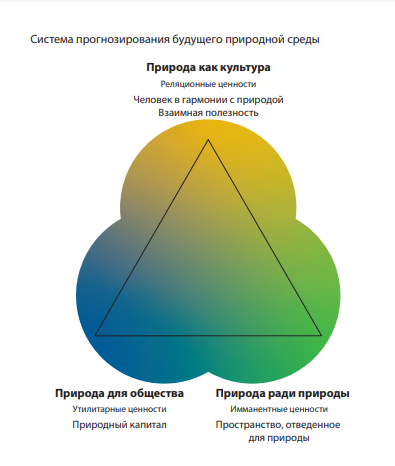 Система прогнозирования будущего природной среды
Природа как культура
Реляционные ценности
Человек в гармонии с природой
Взаимная полезность
Природа для общества
Утилитарные ценности
Природный капитал
Природа ради природы
Имманентные ценности
Пространство, отведенное
для природы